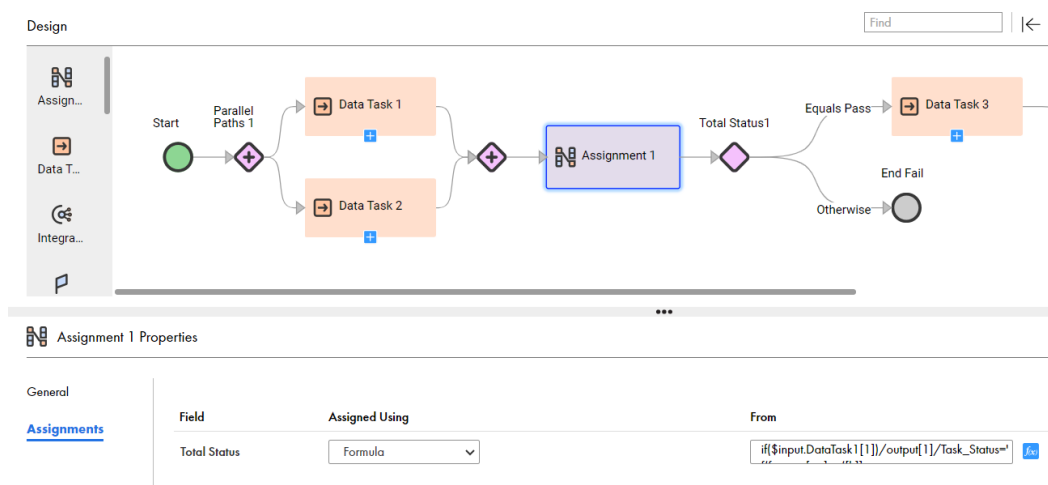 Design
Find
Assign...
Data T...
Integra...
Start
Parallel
Paths 1
Data Task 1
Data Task 2
Assignment 1
Total Status1
Equals Pass
Otherwise
Data Task 3
End Fail
Assignment 1 Properties
General
Assignments
Field
Assigned Using
From
Total Status
Formula
if($input.DataTask1[1])/output[1]/Task_Status='
f(x)